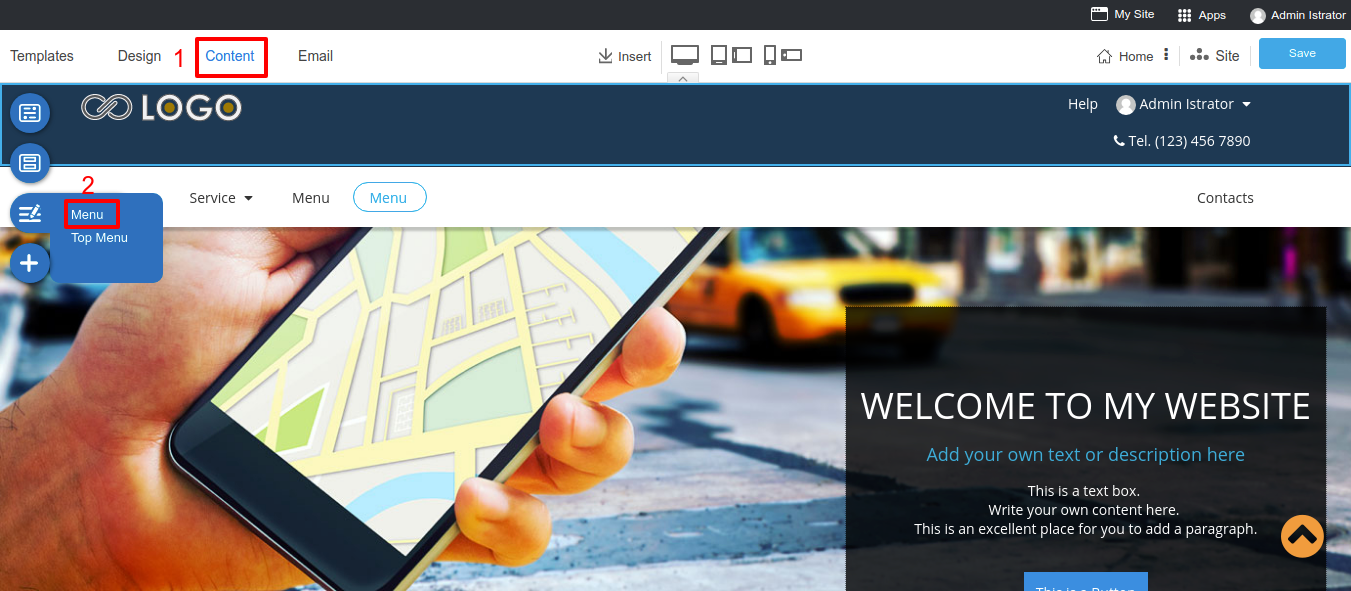 My Site Apps Admin Istrator
Templates Design 1 Content Email Insert Home Site Save
LOGO Help Admin Istrator
Tel. (123) 456 7890
2
Service Menu Menu Contacts
Menu
Top Menu
WELCOME TO MY WEBSITE
Add your own text or description here
This is a text box.
Write your own content here.
This is an excellent place for you to add a paragraph.
This is a Button